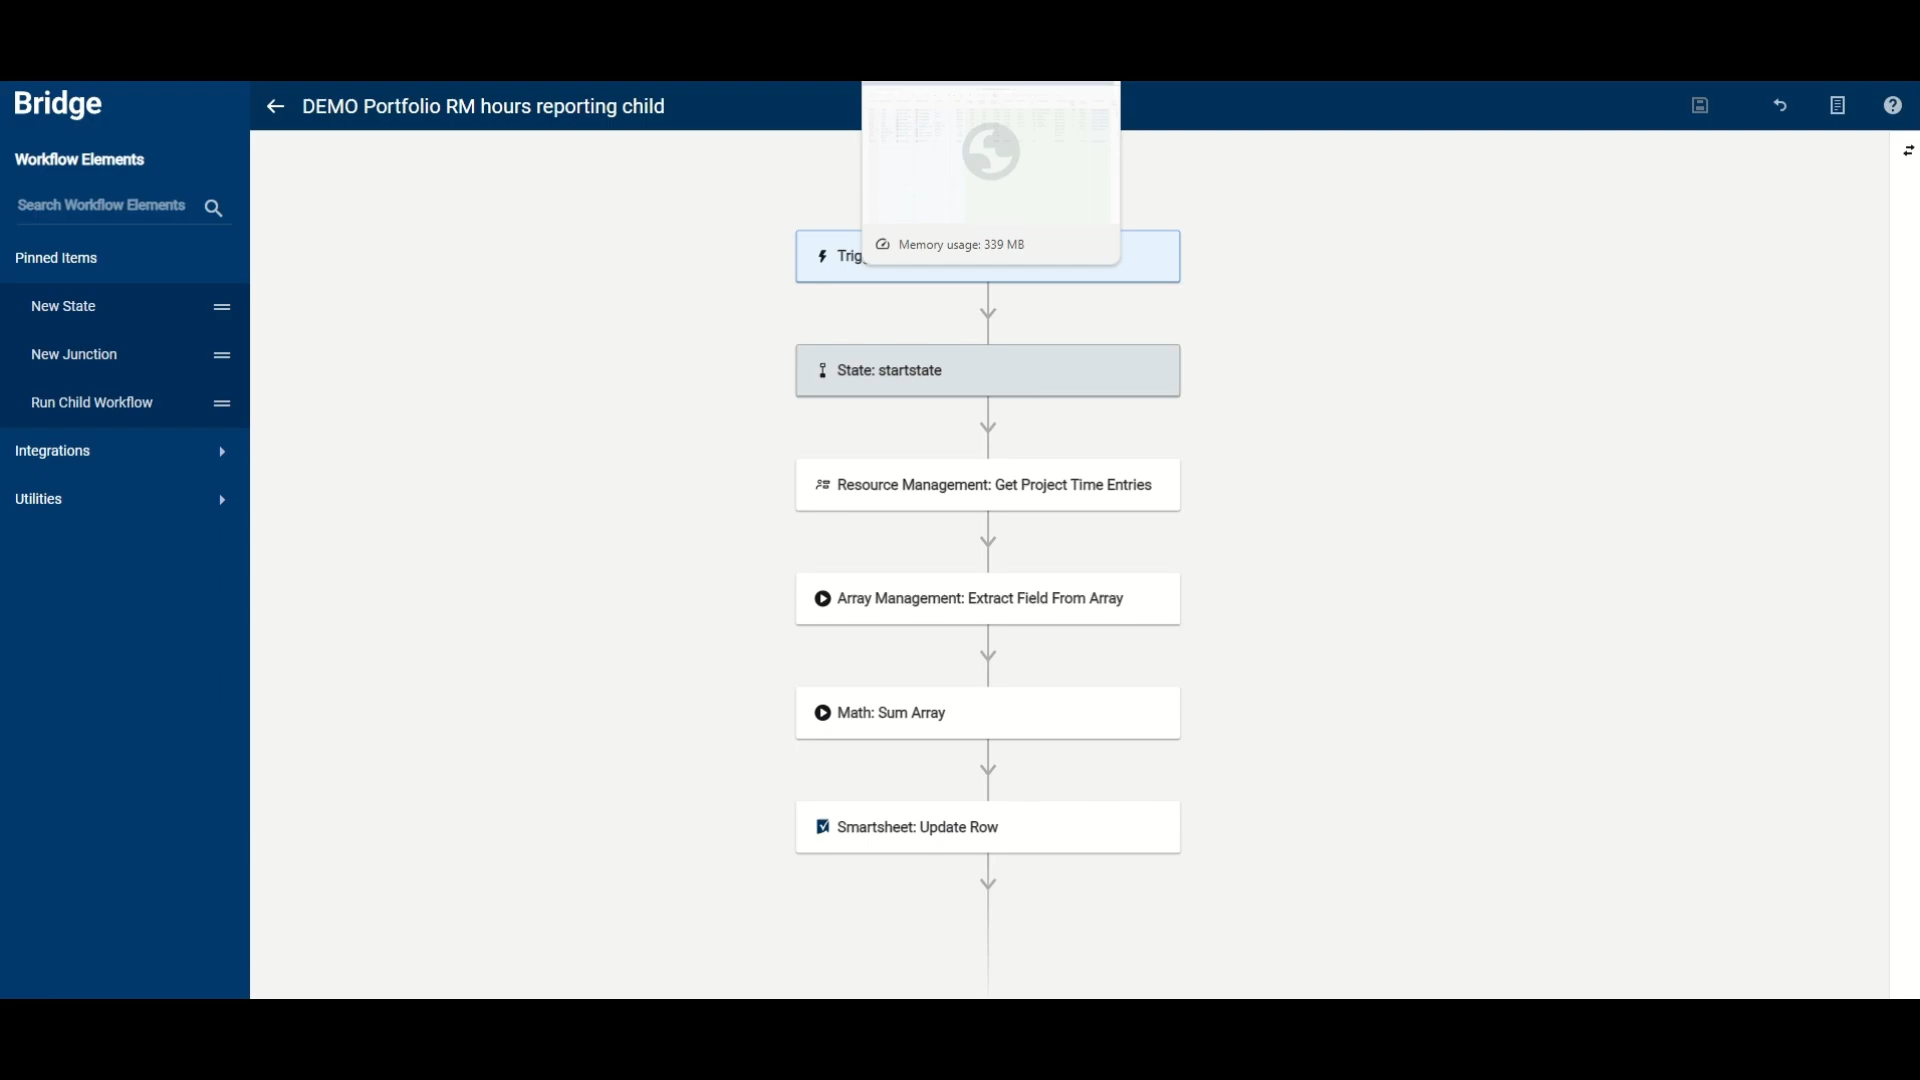 Bridge
DEMO Portfolio RM hours reporting child
Workflow Elements
Search Workflow Elements
Pinned Items
New State
New Junction
Run Child Workflow
Integrations
Utilities
Memory usage: 339 MB
State: startstate
Resource Management: Get Project Time Entries
Array Management: Extract Field From Array
Math: Sum Array
Smartsheet: Update Row